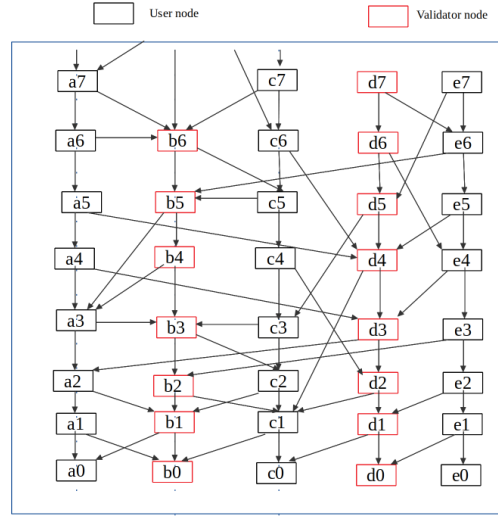 User node Validator node
a7 c7 d7 e7
a6 b6 c6 d6 e6
a5 b5 c5 d5 e5
a4 b4 c4 d4 e4
a3 b3 c3 d3 e3
a2 b2 c2 d2 e2
a1 b1 c1 d1 e1
a0 b0 c0 d0 e0